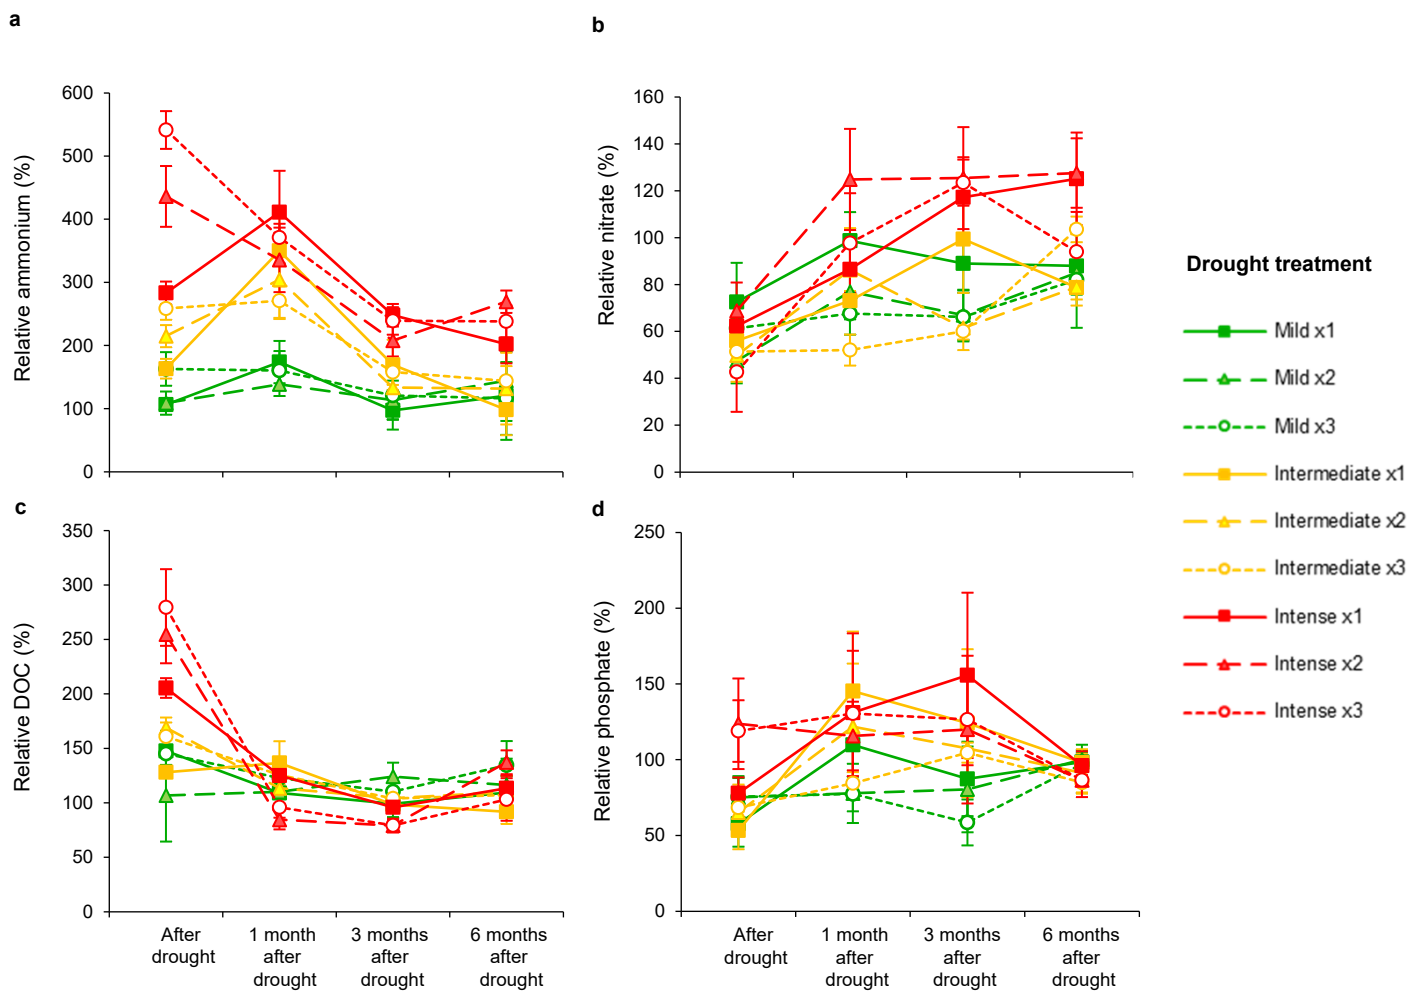 a
b
600
500
400
300
200
100
0
Relative ammonium (%)
160
140
120
100
80
60
40
20
0
Relative nitrate (%)
Drought treatment
Mild x1
Mild x2
Mild x3
Intermediate x1
Intermediate x2
Intermediate x3
Intense x1
Intense x2
Intense x3
c
d
350
300
250
200
150
100
50
0
Relative DOC (%)
After
drought
1 month
after
drought
3 months
after
drought
6 months
after
drought
250
200
150
100
50
0
Relative phosphate (%)
After
drought
1 month
after
drought
3 months
after
drought
6 months
after
drought